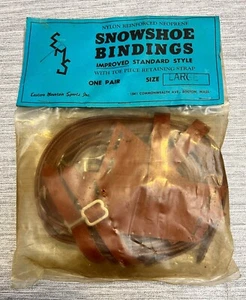 NYLON REINFORCED NEOPRENE
SNOWSHOE
BINDINGS
IMPROVED STANDARD STYLE
WITH TOE PIECE RETAINING STRAP
ONE PAIR SIZE LARGE
EMS
Eastern Mountain Sports, Inc.
1041 COMMONWEALTH AVE., BOSTON, MASS.